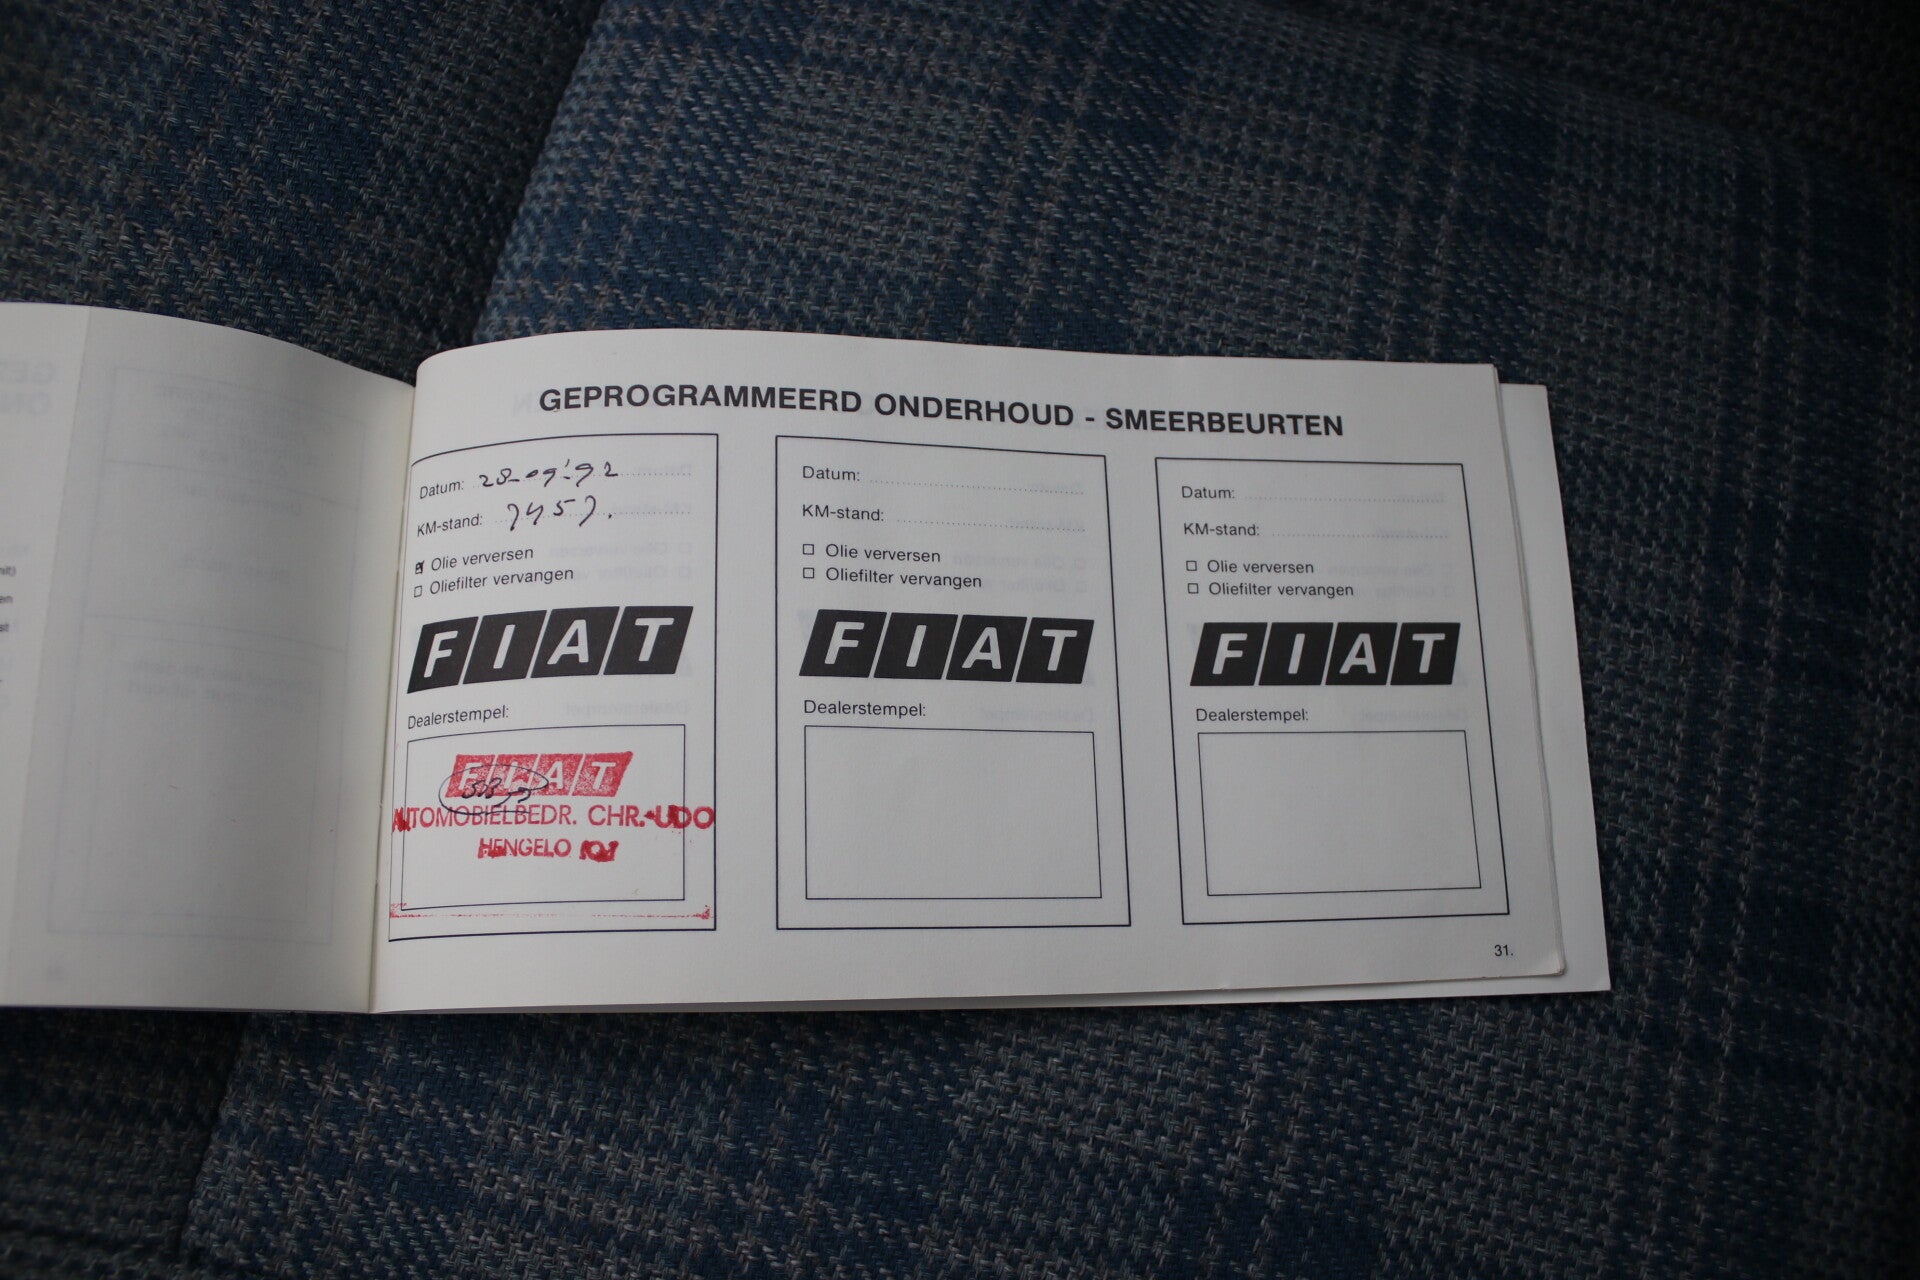 GEPROGRAMMEERD ONDERHOUD - SMEERBEURTEN
Datum: 28-09-'92
KM-stand: 7457.
Olie verversen
Oliefilter vervangen
FIAT
Dealerstempel:
FIAT
AUTOMOBIELBEDR. CHR. UDO
HENGELO
Datum:
KM-stand:
Olie verversen
Oliefilter vervangen
FIAT
Dealerstempel:
Datum:
KM-stand:
Olie verversen
Oliefilter vervangen
FIAT
Dealerstempel:
31.